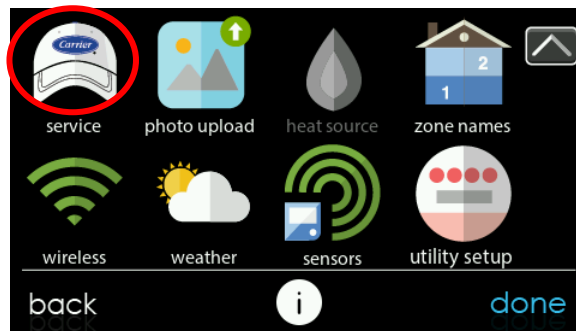 Carrier
service
photo upload
heat source
2
1
zone names
wireless
weather
sensors
utility setup
back
i
done